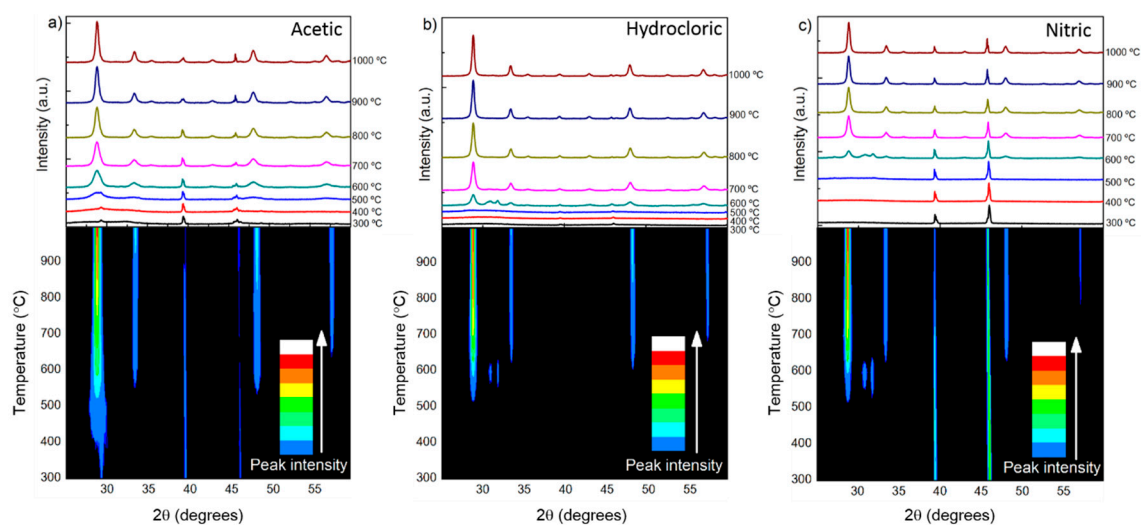 a) Acetic
Intensity (a.u.)
1000 ºC
900 ºC
800 ºC
700 ºC
600 ºC
500 ºC
400 ºC
300 ºC
Temperature (°C)
900
800
700
600
500
400
300
Peak intensity
30 35 40 45 50 55
2θ (degrees)
b) Hydrocloric
Intensity (a.u.)
1000 ºC
900 ºC
800 ºC
700 ºC
600 ºC
500 ºC
400 ºC
300 ºC
Temperature (°C)
900
800
700
600
500
400
300
Peak intensity
30 35 40 45 50 55
2θ (degrees)
c) Nitric
Intensity (a.u.)
1000 ºC
900 ºC
800 ºC
700 ºC
600 ºC
500 ºC
400 ºC
300 ºC
Temperature (°C)
900
800
700
600
500
400
300
Peak intensity
30 35 40 45 50 55
2θ (degrees)